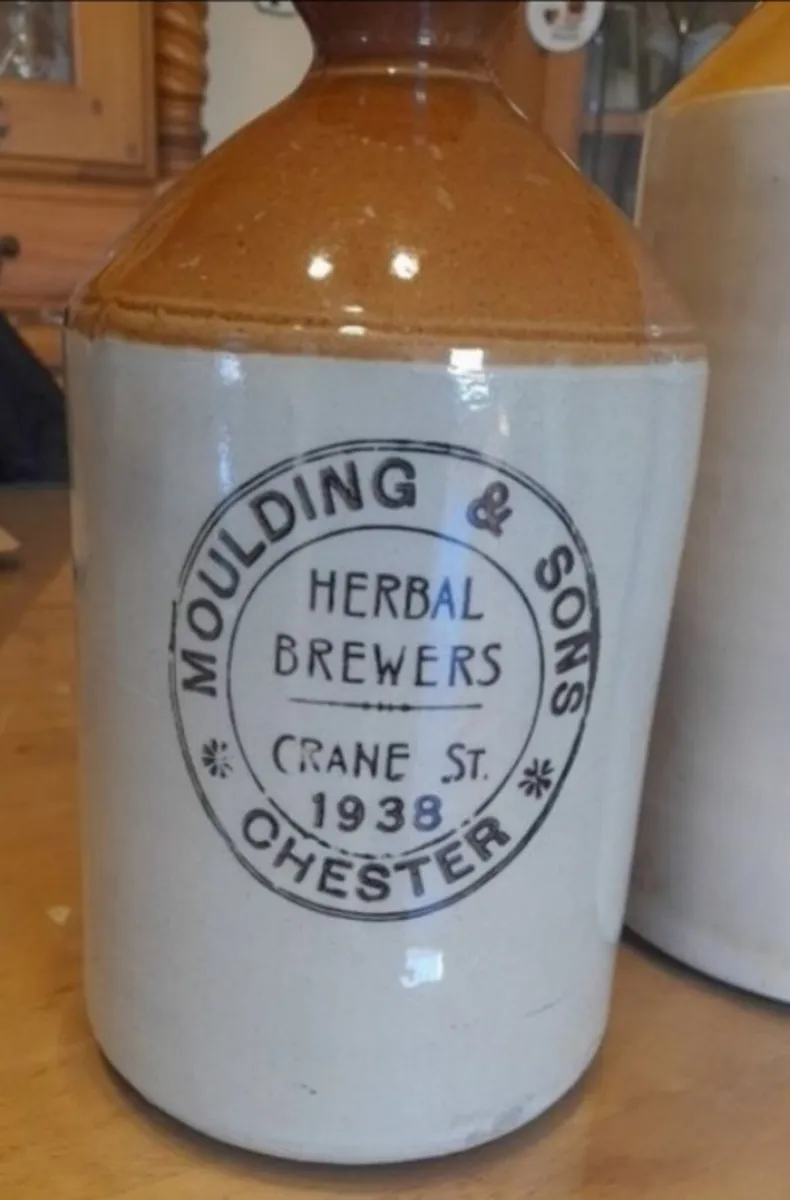 MOULDING & SONS
HERBAL
BREWERS
CRANE ST.
1938
CHESTER